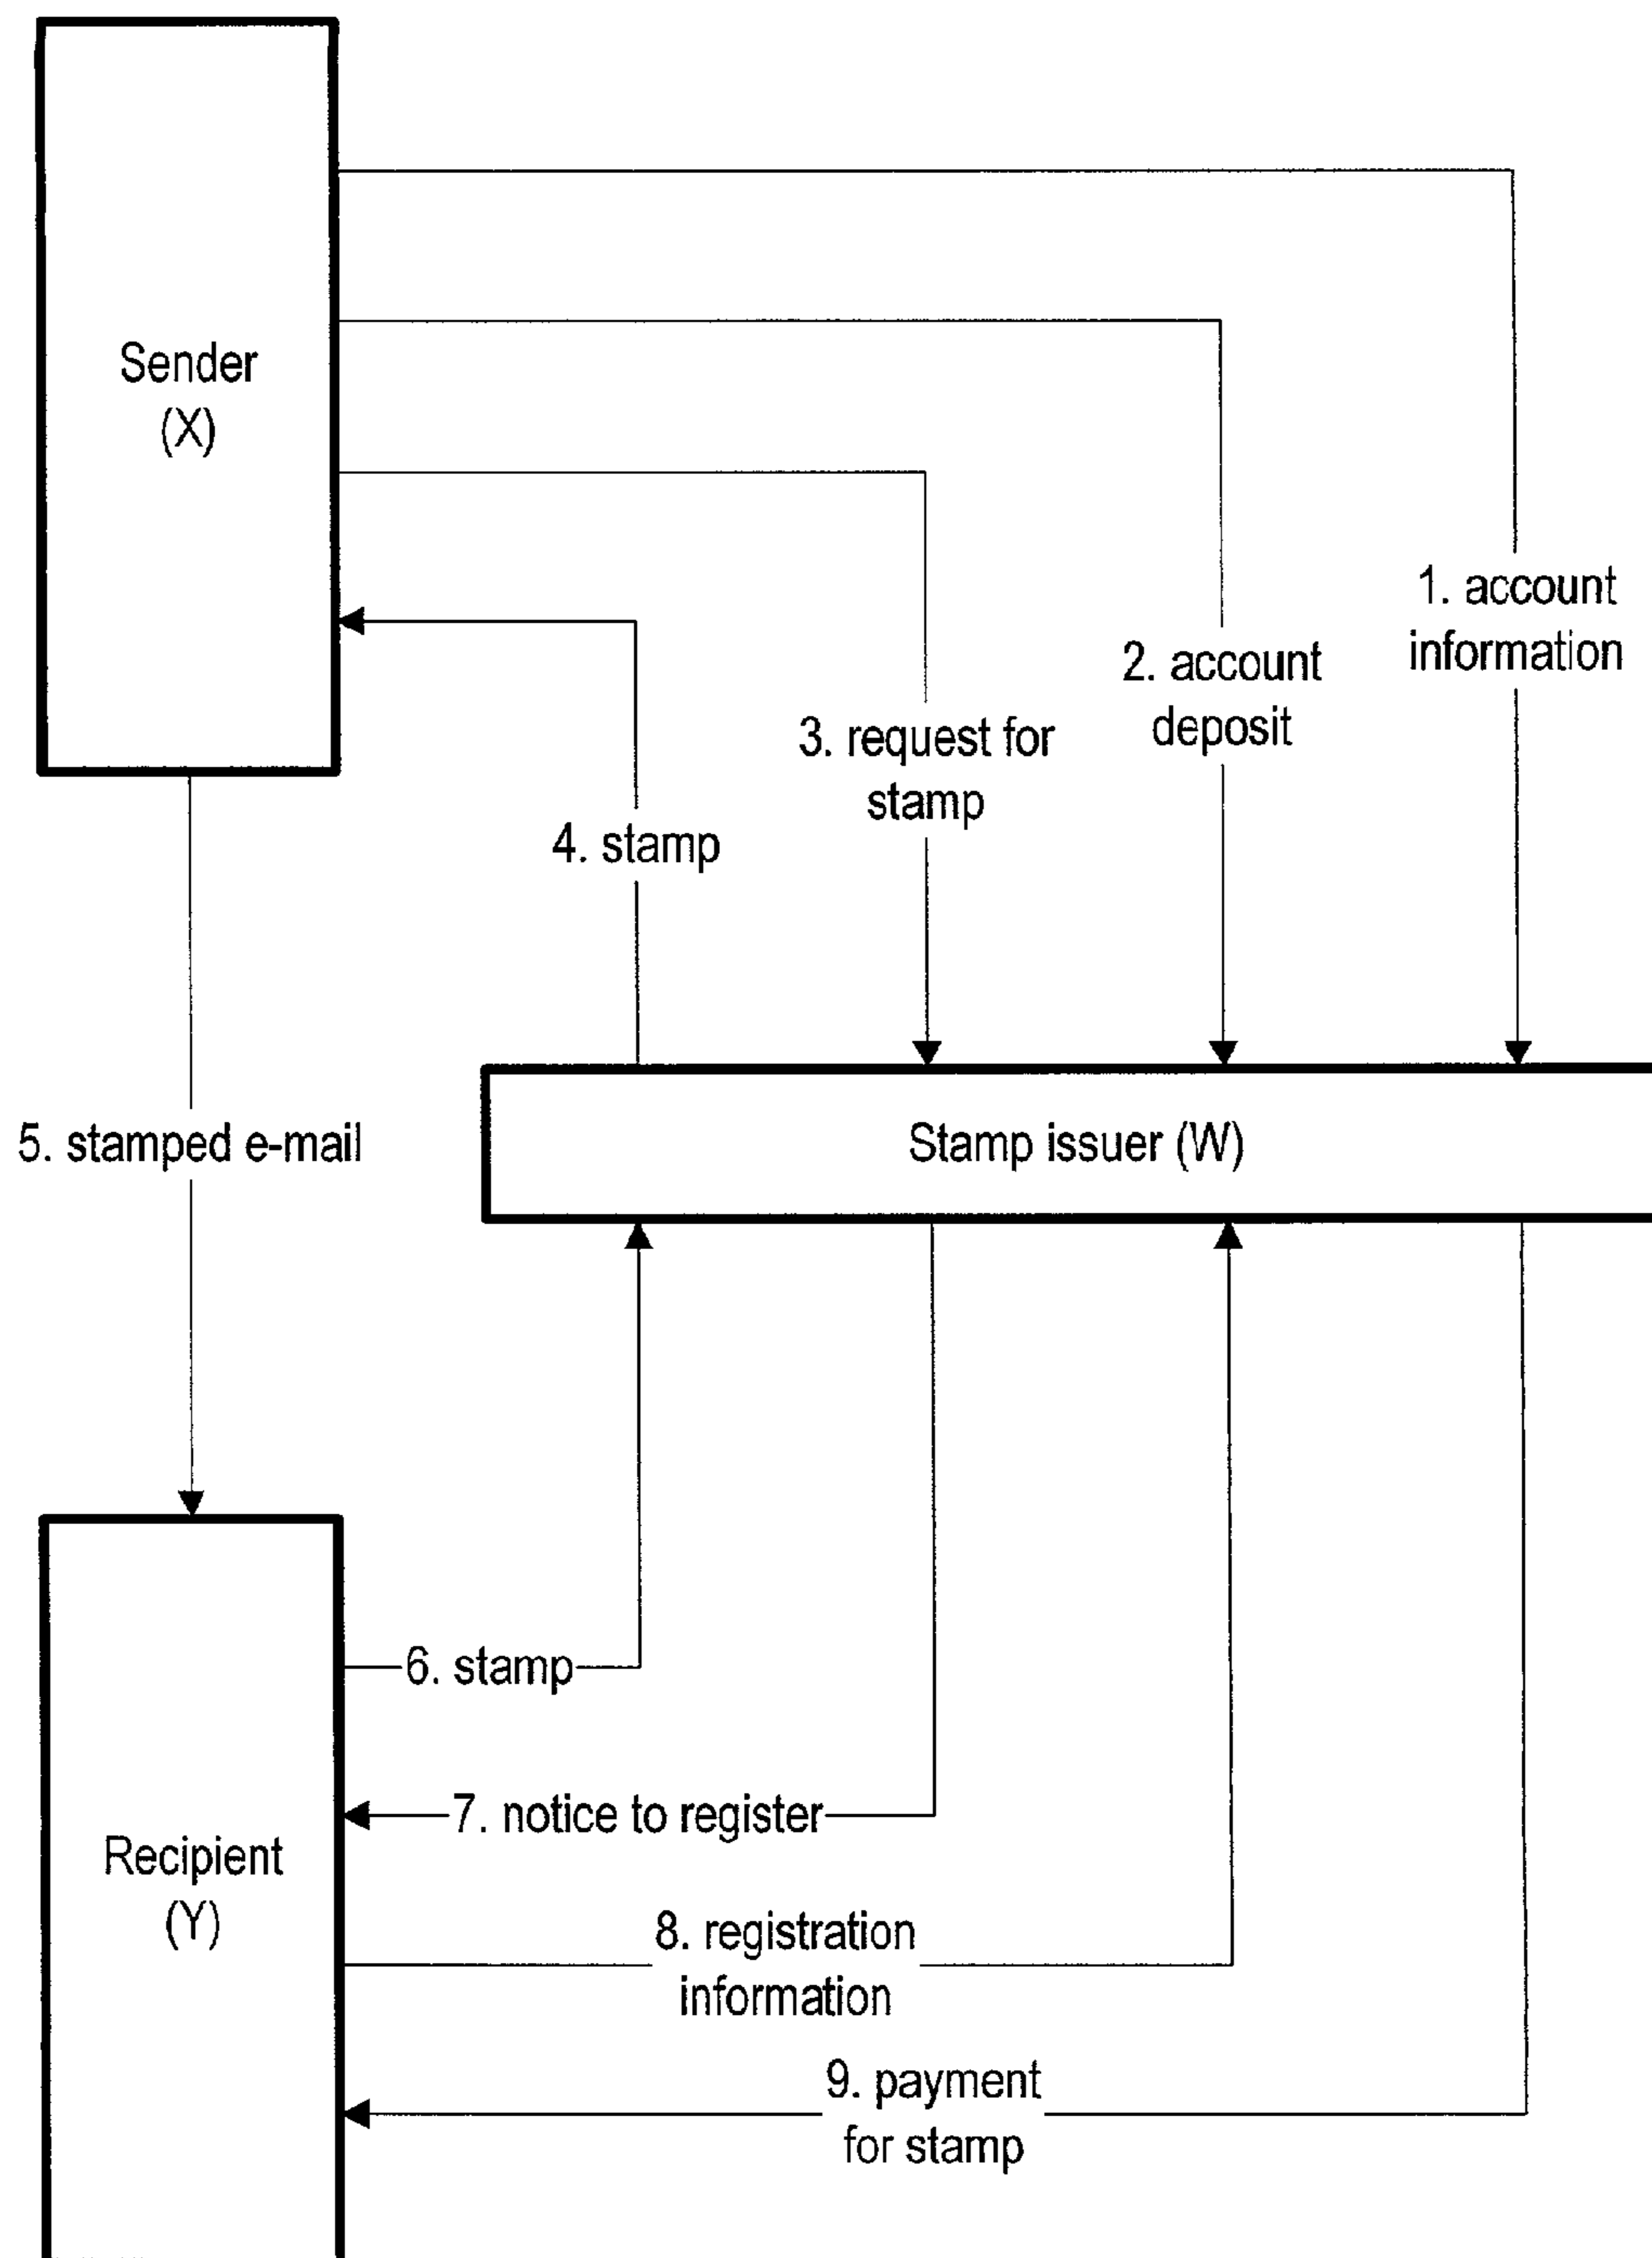 Sender
(X)
1. account
information
2. account
deposit
3. request for
stamp
4. stamp
5. stamped e-mail
Stamp issuer (W)
6. stamp
7. notice to register
Recipient
(Y)
8. registration
information
9. payment
for stamp